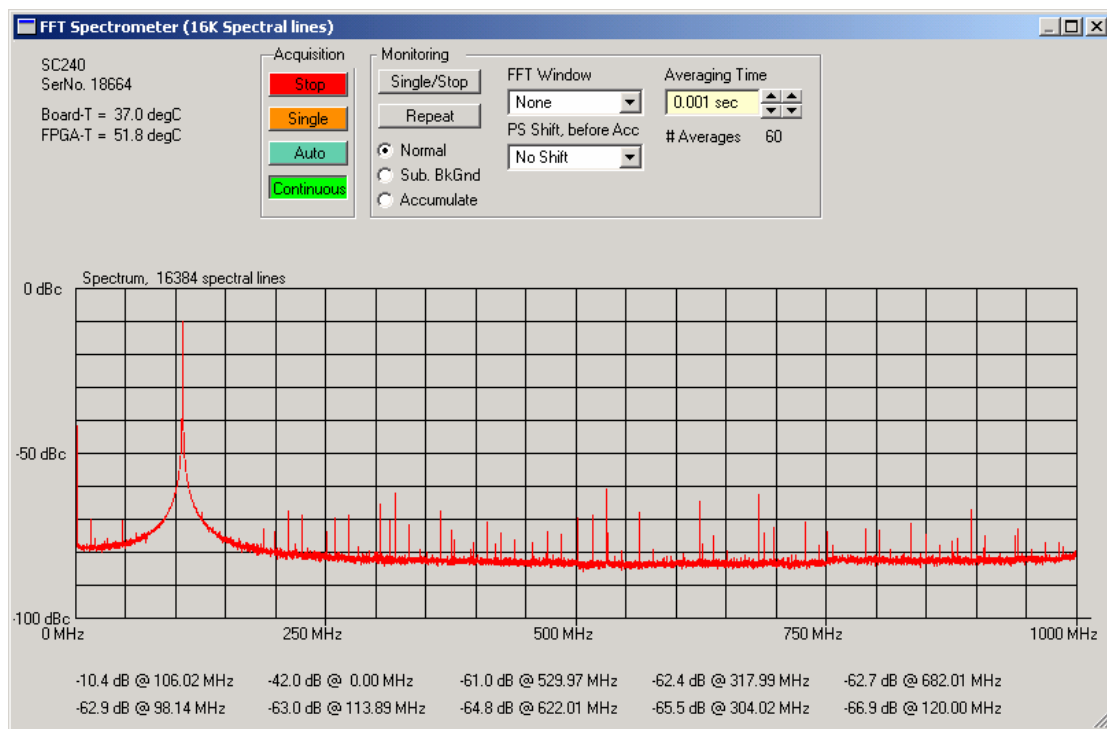 FFT Spectrometer (16K Spectral lines)
SC240
SerNo. 18664
Board-T = 37.0 degC
FPGA-T = 51.8 degC
Acquisition
Stop
Single
Auto
Continuous
Monitoring
Single/Stop
Repeat
Normal
Sub. BkGnd
Accumulate
FFT Window
None
PS Shift, before Acc
No Shift
Averaging Time
0.001 sec
# Averages 60
Spectrum, 16384 spectral lines
0 dBc
-50 dBc
-100 dBc
0 MHz 250 MHz 500 MHz 750 MHz 1000 MHz
-10.4 dB @ 106.02 MHz -42.0 dB @ 0.00 MHz -61.0 dB @ 529.97 MHz -62.4 dB @ 317.99 MHz -62.7 dB @ 682.01 MHz
-62.9 dB @ 98.14 MHz -63.0 dB @ 113.89 MHz -64.8 dB @ 622.01 MHz -65.5 dB @ 304.02 MHz -66.9 dB @ 120.00 MHz